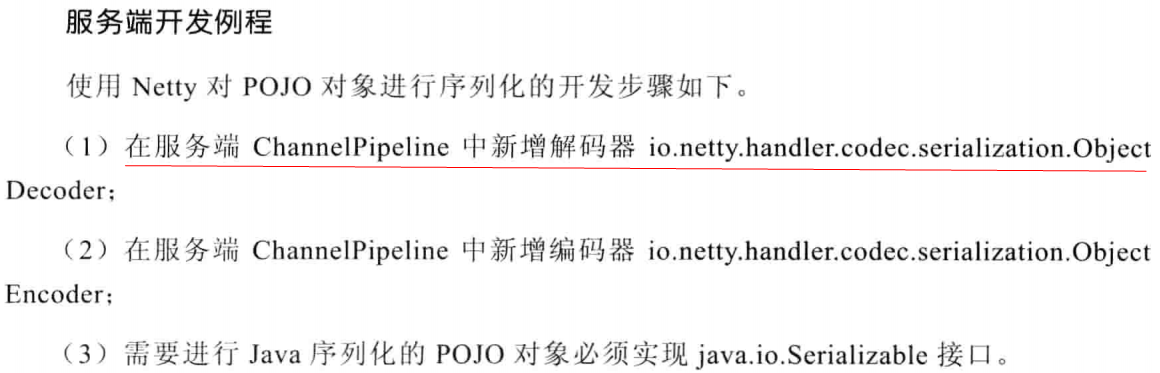 服务端开发例程
使用 Netty 对 POJO 对象进行序列化的开发步骤如下。
（1）在服务端 ChannelPipeline 中新增解码器 io.netty.handler.codec.serialization.Object
Decoder；
（2）在服务端 ChannelPipeline 中新增编码器 io.netty.handler.codec.serialization.Object
Encoder；
（3）需要进行 Java 序列化的 POJO 对象必须实现 java.io.Serializable 接口。